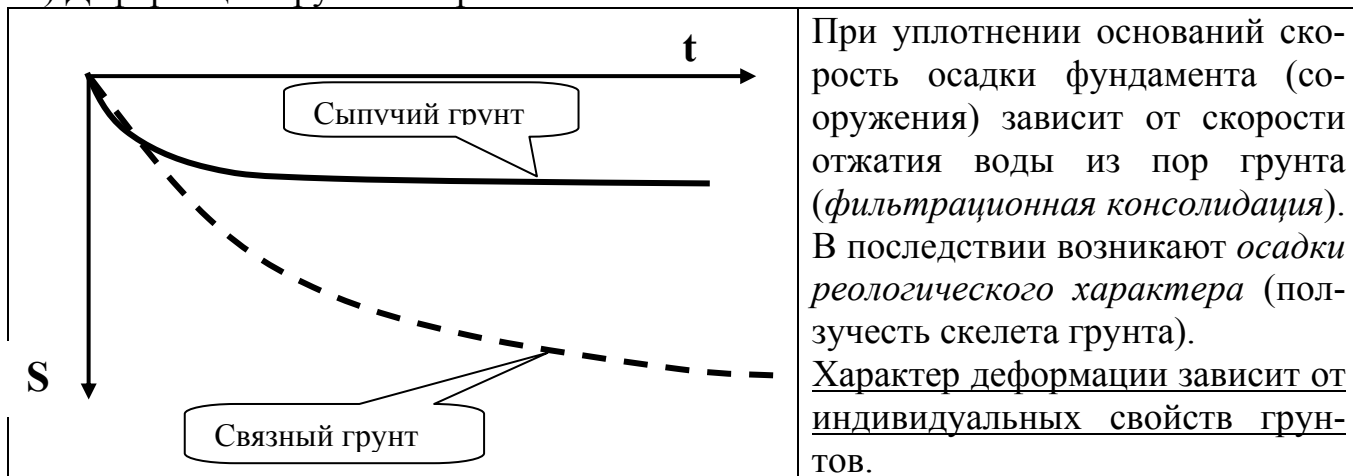 t
Сыпучий грунт
S
Связный грунт
При уплотнении оснований ско-
рость осадки фундамента (со-
оружения) зависит от скорости
отжатия воды из пор грунта
(фильтрационная консолидация).
В последствии возникают осадки
реологического характера (пол-
зучесть скелета грунта).
Характер деформации зависит от
индивидуальных свойств грун-
тов.